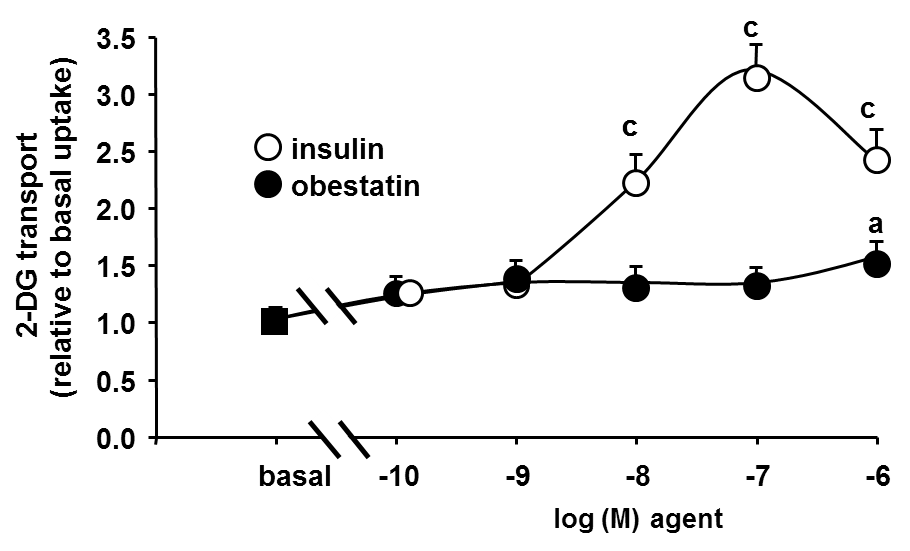 2-DG transport
(relative to basal uptake)
3.5
3.0
2.5
2.0
1.5
1.0
0.5
0.0
insulin
obestatin
c
c
c
a
basal -10 -9 -8 -7 -6
log (M) agent